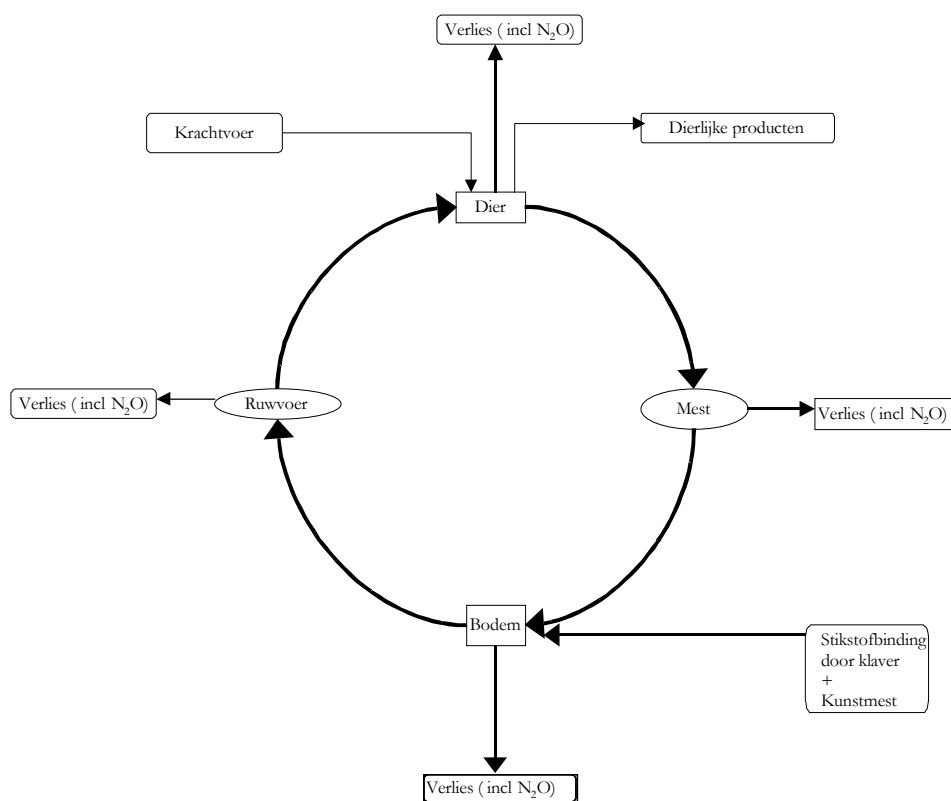 Verlies ( incl N₂O)
Krachtvoer
Dierlijke producten
Dier
Verlies ( incl N₂O)
Ruwvoer
Mest
Verlies ( incl N₂O)
Bodem
Stikstofbinding
door klaver
+
Kunstmest
Verlies ( incl N₂O)